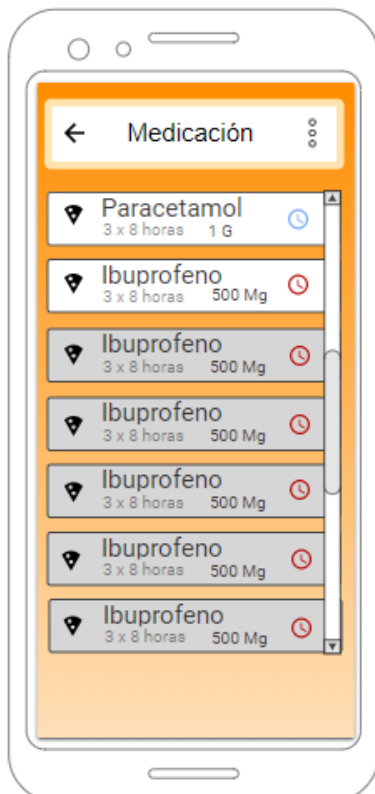 Medicación
Paracetamol
3 x 8 horas 1 G
Ibuprofeno
3 x 8 horas 500 Mg
Ibuprofeno
3 x 8 horas 500 Mg
Ibuprofeno
3 x 8 horas 500 Mg
Ibuprofeno
3 x 8 horas 500 Mg
Ibuprofeno
3 x 8 horas 500 Mg
Ibuprofeno
3 x 8 horas 500 Mg